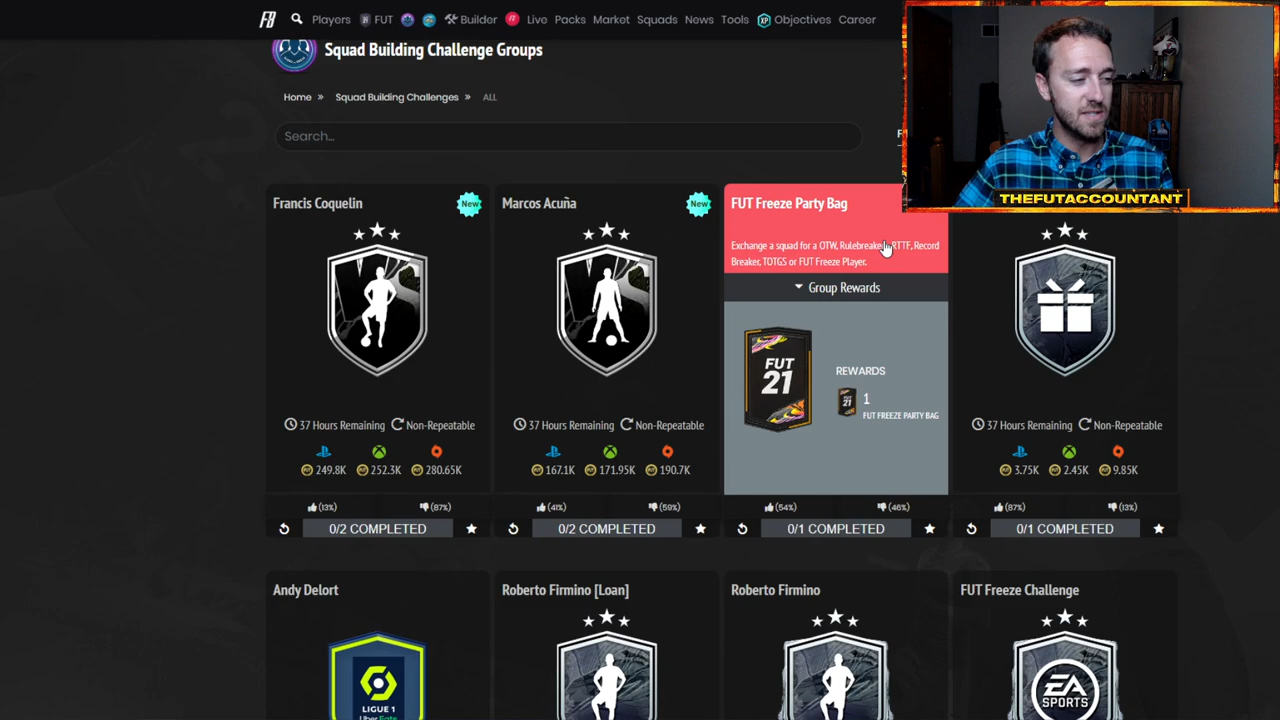 Players FUT Builder Live Packs Market Squads News Tools XP Objectives Career
Squad Building Challenge Groups
Home » Squad Building Challenges » ALL
Search...
THEFUTACCOUNTANT
Francis Coquelin New
37 Hours Remaining Non-Repeatable
249.8K 252.3K 280.65K
(13%) (87%)
0/2 COMPLETED
Marcos Acuña New
37 Hours Remaining Non-Repeatable
167.1K 171.95K 190.7K
(41%) (59%)
0/2 COMPLETED
FUT Freeze Party Bag
Exchange a squad for a OTW, Rulebreaker, RTTF, Record
Breaker, TOTGS or FUT Freeze Player.
Group Rewards
FUT
21
REWARDS
FUT
21
1
FUT FREEZE PARTY BAG
(54%) (46%)
0/1 COMPLETED
37 Hours Remaining Non-Repeatable
3.75K 2.45K 9.85K
(87%) (13%)
0/1 COMPLETED
Andy Delort
LIGUE 1
Uber Eats
Roberto Firmino [Loan]
Roberto Firmino
FUT Freeze Challenge
EA
SPORTS